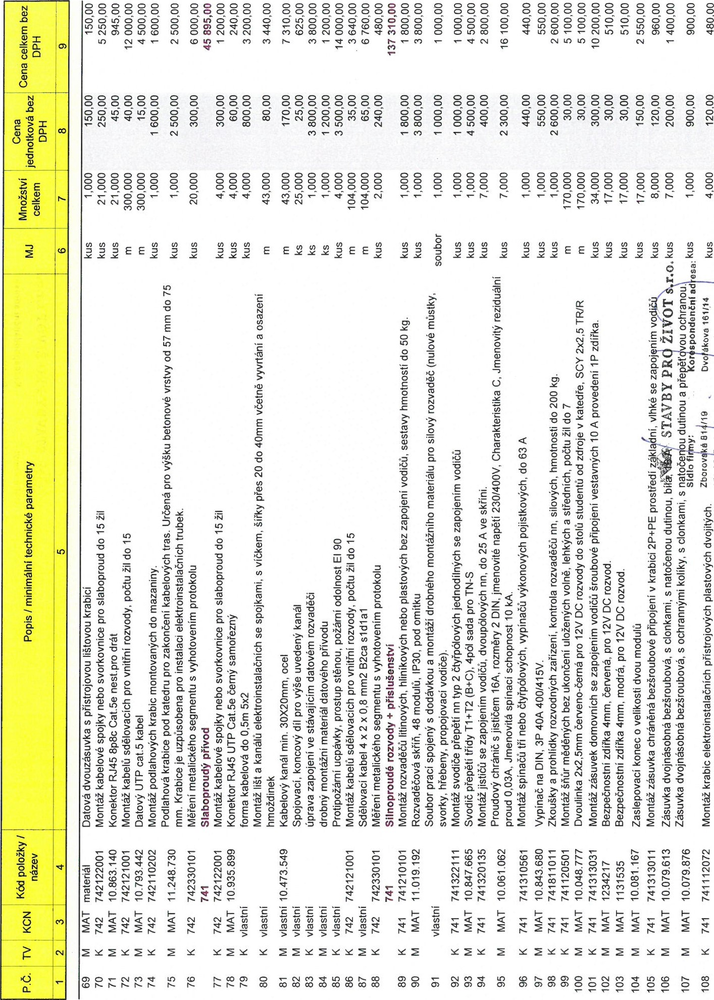 P.Č. TV KCN Kód položky / název Popis / minimální technické parametry MJ Množství celkem Cena jednotková bez DPH Cena celkem bez DPH
1 2 3 4 5 6 7 8 9
69 M MAT materiál Datová dvouzásuvka s přístrojovou lištovou krabicí kus 1,000 150,00 150,00
70 K 742 742122001 Montáž kabelové spojky nebo svorkovnice pro slaboproud do 15 žil kus 21,000 250,00 5 250,00
71 M MAT 10.863.140 Konektor RJ45 8p8c Cat.5e nest.pro drát kus 21,000 45,00 945,00
72 K 742 742121001 Montáž kabelů sdělovacích pro vnitřní rozvody, počtu žil do 15 m 300,000 40,00 12 000,00
73 M MAT 10.793.442 Datový UTP cat.5 kabel m 300,000 15,00 4 500,00
74 K 742 742110202 Montáž podlahových krabic montovaných do mazaniny. kus 1,000 1 600,00 1 600,00
75 M MAT 11.248.730 Podlahová krabice pod katedru pro zakončení kabelových tras. Určená pro výšku betonové vrstvy od 57 mm do 75 kus 1,000 2 500,00 2 500,00
mm. Krabice je uzpůsobena pro instalaci elektroinstalačních trubek.
76 K 742 742330101 Měření metalického segmentu s vyhotovením protokolu kus 20,000 300,00 6 000,00
741 Slaboproudý přívod 45 895,00
77 K 742 742122001 Montáž kabelové spojky nebo svorkovnice pro slaboproud do 15 žil kus 4,000 300,00 1 200,00
78 M MAT 10.935.899 Konektor RJ45 UTP Cat.5e černý samořezný kus 4,000 60,00 240,00
79 K vlastní forma kabelová do 0,5m 5x2 kus 4,000 800,00 3 200,00
80 K vlastní Montáž lišt a kanálů elektroinstalačních se spojkami, s víčkem, šířky přes 20 do 40mm včetně vyvrtání a osazení m 43,000 80,00 3 440,00
hmoždinek
81 M vlastní 10.473.549 Kabelový kanál min. 30X20mm, ocel m 43,000 170,00 7 310,00
82 M vlastní Spojovací, koncový díl pro výše uvedený kanál ks 25,000 25,00 625,00
83 K vlastní úprava zapojení ve stávajícím datovém rozvaděči ks 1,000 3 800,00 3 800,00
84 M vlastní drobný montážní materiál datového přívodu ks 1,000 1 200,00 1 200,00
85 K vlastní Protipožární ucpávky, prostup stěnou, požární odolnost EI 90 kus 4,000 3 500,00 14 000,00
86 K 742 742121001 Montáž kabelů sdělovacích pro vnitřní rozvody, počtu žil do 15 m 104,000 35,00 3 640,00
87 M vlastní Sdělovací kabel 4 x 2 x 0,8 mm2 B2ca s1d1a1 m 104,000 65,00 6 760,00
88 K 742 742330101 Měření metalického segmentu s vyhotovením protokolu kus 2,000 240,00 480,00
741 Silnoproudé rozvody + příslušenství 137 310,00
89 K 741 741210101 Montáž rozvaděčů litinových, hliníkových nebo plastových bez zapojení vodičů, sestavy hmotností do 50 kg. kus 1,000 1 800,00 1 800,00
90 M MAT 11.019.192 Rozvaděčová skříň, 48 modulů, IP30, pod omítku kus 1,000 3 800,00 3 800,00
91 vlastní Soubor prací spojený s dodávkou a montáží drobného montážního materiálu pro silový rozvaděč (nulové můstky, soubor 1,000 1 000,00 1 000,00
svorky, hřebeny, propojovací vodiče).
92 K 741 741322111 Montáž svodiče přepětí nn typ 2 čtyřpólových jednodílných se zapojením vodičů kus 1,000 1 000,00 1 000,00
93 M MAT 10.847.665 Svodič přepětí třídy T1+T2 (B+C), 4pól sada pro TN-S kus 1,000 4 500,00 4 500,00
94 K 741 741320135 Montáž jističů se zapojením vodičů, dvoupólových nn, do 25 A ve skříni. kus 7,000 400,00 2 800,00
95 M MAT 10.061.062 Proudový chránič s jističem 16A, rozměry 2 DIN, jmenovité napětí 230/400V, Charakteristika C, Jmenovitý reziduální kus 7,000 2 300,00 16 100,00
proud 0,03A, Jmenovitá spínací schopnost 10 kA.
96 K 741 741310561 Montáž spínačů tří nebo čtyřpólových, vypínačů výkonových pojistkových, do 63 A kus 1,000 440,00 440,00
97 M MAT 10.843.680 Vypínač na DIN, 3P 40A 400/415V. kus 1,000 550,00 550,00
98 K 741 741811011 Zkoušky a prohlídky rozvodných zařízení, kontrola rozvaděčů nn, silových, hmotnosti do 200 kg. kus 1,000 2 600,00 2 600,00
99 K 741 741120501 Montáž šňůr měděných bez ukončení uložených volně, lehkých a středních, počtu žil do 7 m 170,000 30,00 5 100,00
100 M MAT 10.048.777 Dvoulinka 2x2,5mm červeno-černá pro 12V DC rozvody do stolů studentů od zdroje v katedře, SCY 2x2,5 TR/R m 170,000 30,00 5 100,00
101 K 741 741313031 Montáž zásuvek domovních se zapojením vodičů šroubové připojení vestavných 10 A provedení 1P zdířka. kus 34,000 300,00 10 200,00
102 M MAT 1234217 Bezpečnostní zdířka 4mm, červená, pro 12V DC rozvod. kus 17,000 30,00 510,00
103 M MAT 1131535 Bezpečnostní zdířka 4mm, modrá, pro 12V DC rozvod. kus 17,000 30,00 510,00
104 M MAT 10.081.167 Zaslepovací konec o velikosti dvou modulů kus 17,000 150,00 2 550,00
105 K 741 741313011 Montáž zásuvka chráněná bezšroubové připojení v krabici 2P+PE prostředí základní, vlhké se zapojením vodičů kus 8,000 120,00 960,00
106 M MAT 10.079.613 Zásuvka dvojnásobná bezšroubová, s clonkami, s natočenou dutinou, bílá, kus 7,000 200,00 1 400,00
STAVBY PRO ŽIVOT s.r.o.
107 M MAT 10.079.876 Zásuvka dvojnásobná bezšroubová, s ochrannými kolíky, s clonkami, s natočenou dutinou a přepěťovou ochranou. kus 1,000 900,00 900,00
Sídlo firmy: Korespondenční adresa:
Zborovská 814/19 Dvořákova 161/14
108 K 741 741112072 Montáž krabic elektroinstalačních přístrojových plastových dvojitých. kus 4,000 120,00 480,00